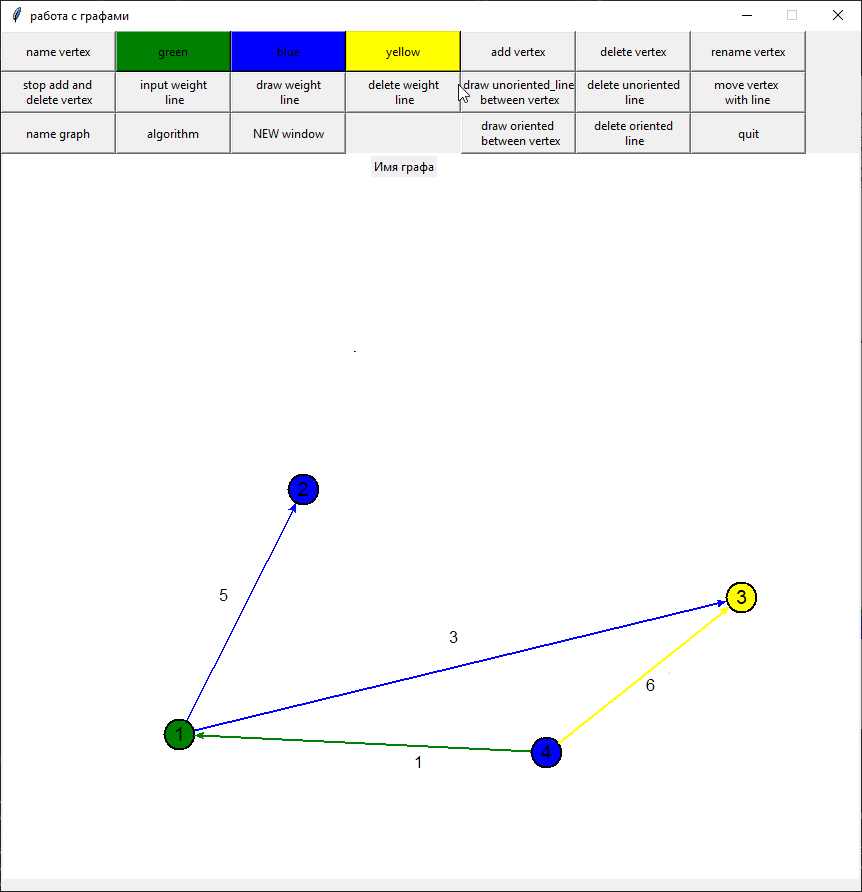 работа с графами
name vertex
green
blue
yellow
add vertex
delete vertex
rename vertex
stop add and
delete vertex
input weight
line
draw weight
line
delete weight
line
draw unoriented_line
between vertex
delete unoriented
line
move vertex
with line
name graph
algorithm
NEW window
draw oriented
between vertex
delete oriented
line
quit
Имя графа
2
5
3
3
6
1
4
1